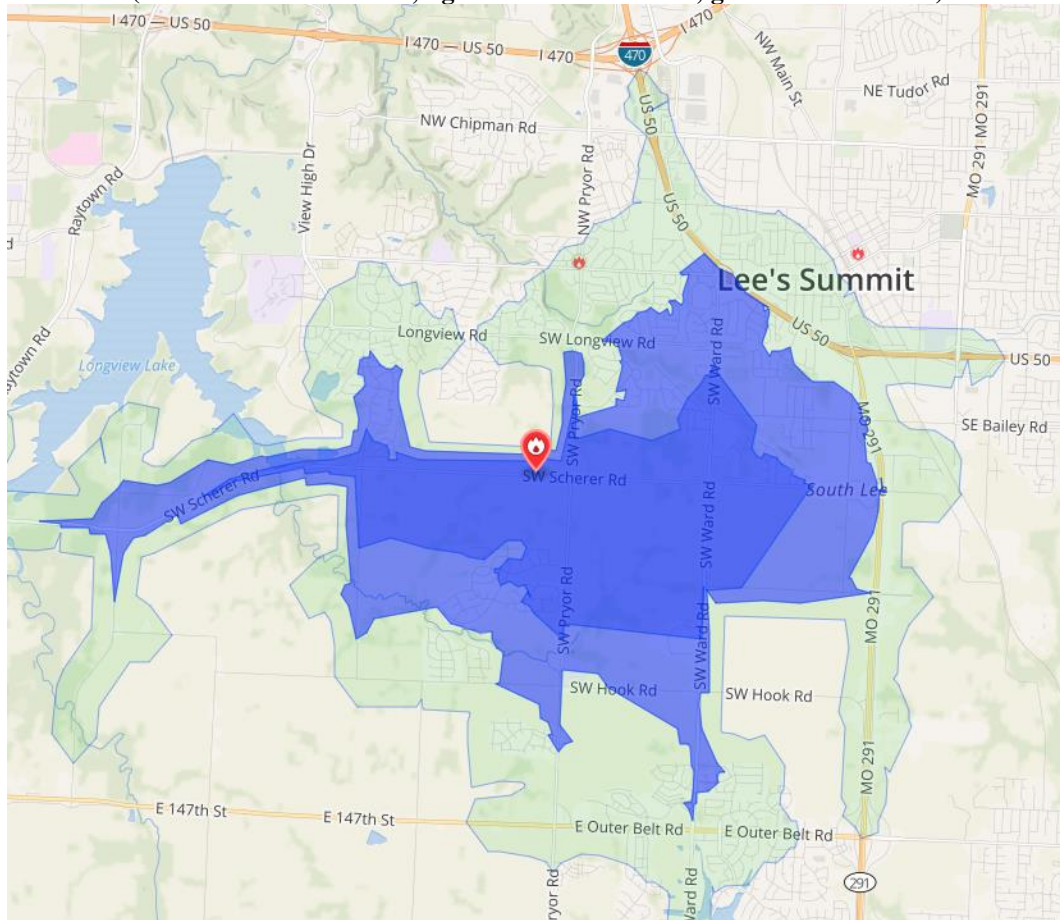 I 470 — US 50
I 470 — US 50
I 470
I 470
470
NW Main St
NE Tudor Rd
MO 291
MO 291
US 50
NW Chipman Rd
Raytown Rd
View High Dr
NW Pryor Rd
US 50
Lee's Summit
Longview Rd
SW Longview Rd
US 50
US 50
Longview Lake
SW Ward Rd
SW Pryor Rd
MO 291
SE Bailey Rd
SW Scherer Rd
SW Scherer Rd
South Lee
SW Ward Rd
SW Pryor Rd
MO 291
SW Ward Rd
SW Hook Rd
SW Hook Rd
MO 291
E 147th St
E 147th St
E Outer Belt Rd
E Outer Belt Rd
291